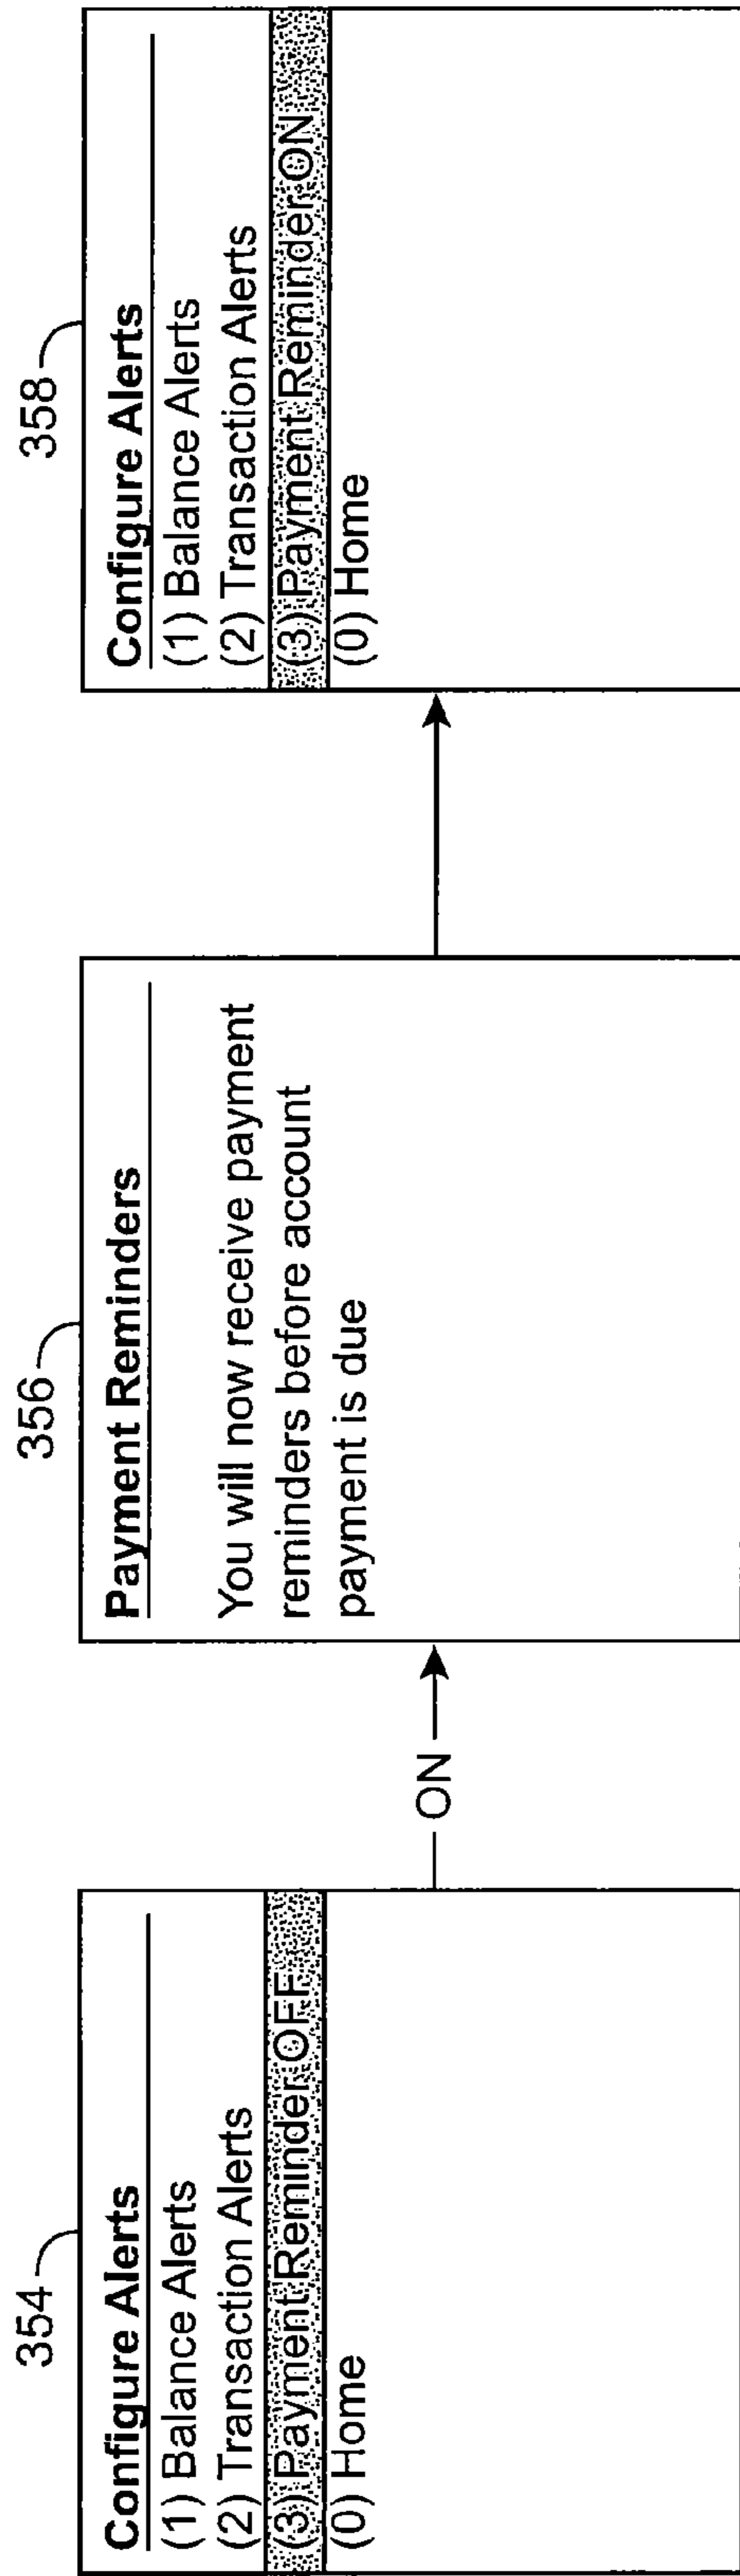 354
Configure Alerts
(1) Balance Alerts
(2) Transaction Alerts
(3) Payment Reminder OFF
(0) Home
ON
356
Payment Reminders
You will now receive payment
reminders before account
payment is due
358
Configure Alerts
(1) Balance Alerts
(2) Transaction Alerts
(3) Payment Reminder ON
(0) Home